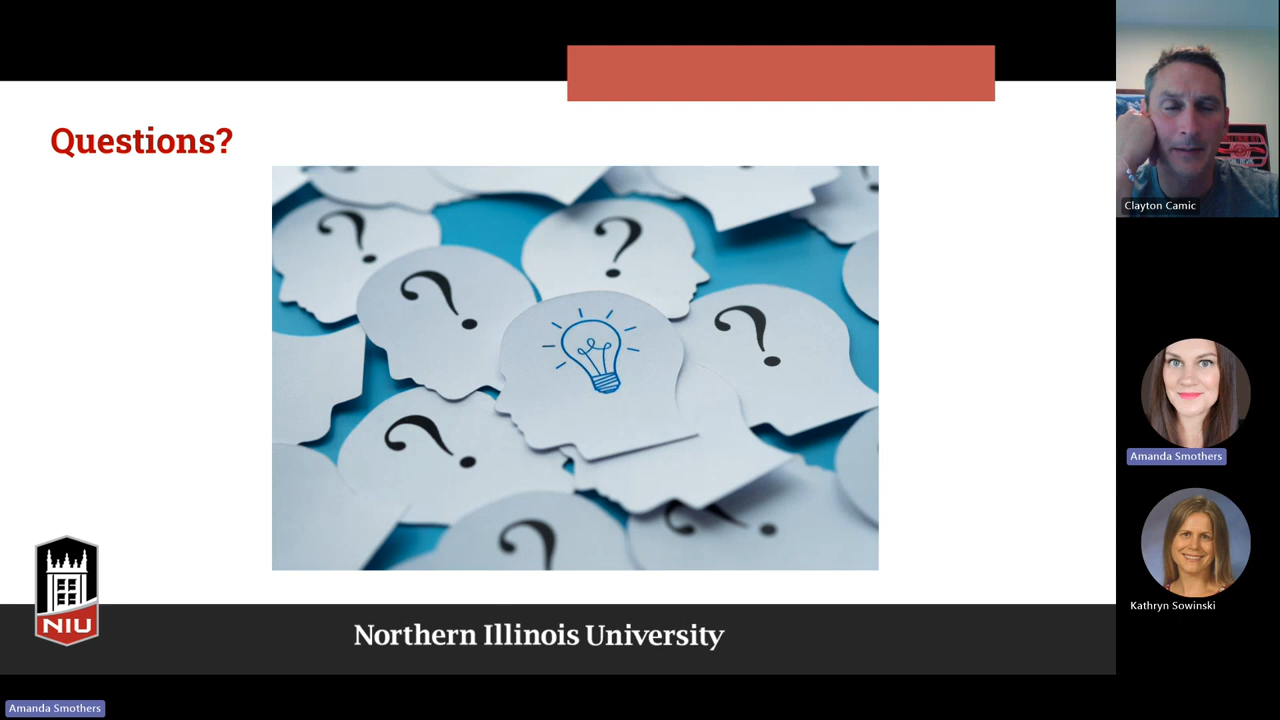 Questions?
?
?
?
?
?
?
?
NIU
Northern Illinois University
Clayton Camic
Amanda Smothers
Kathryn Sowinski
Amanda Smothers